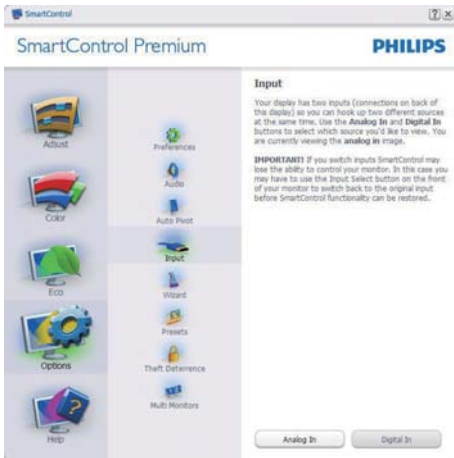 SmartControl
SmartControl Premium
PHILIPS
Adjust
Color
Eco
Options
Help
Preferences
Audio
Auto Pivot
Input
Wizard
Presets
Theft Deterrence
Multi Monitors
Input
Your display has two inputs (connections on back of
this display) so you can hook up two different sources
at the same time. Use the Analog In and Digital In
buttons to select which source you'd like to view. You
are currently viewing the analog in image.
IMPORTANT! If you switch inputs SmartControl may
lose the ability to control your monitor. In this case you
may have to use the Input Select button on the front
of your monitor to switch back to the original input
before SmartControl functionality can be restored.
Analog In
Digital In